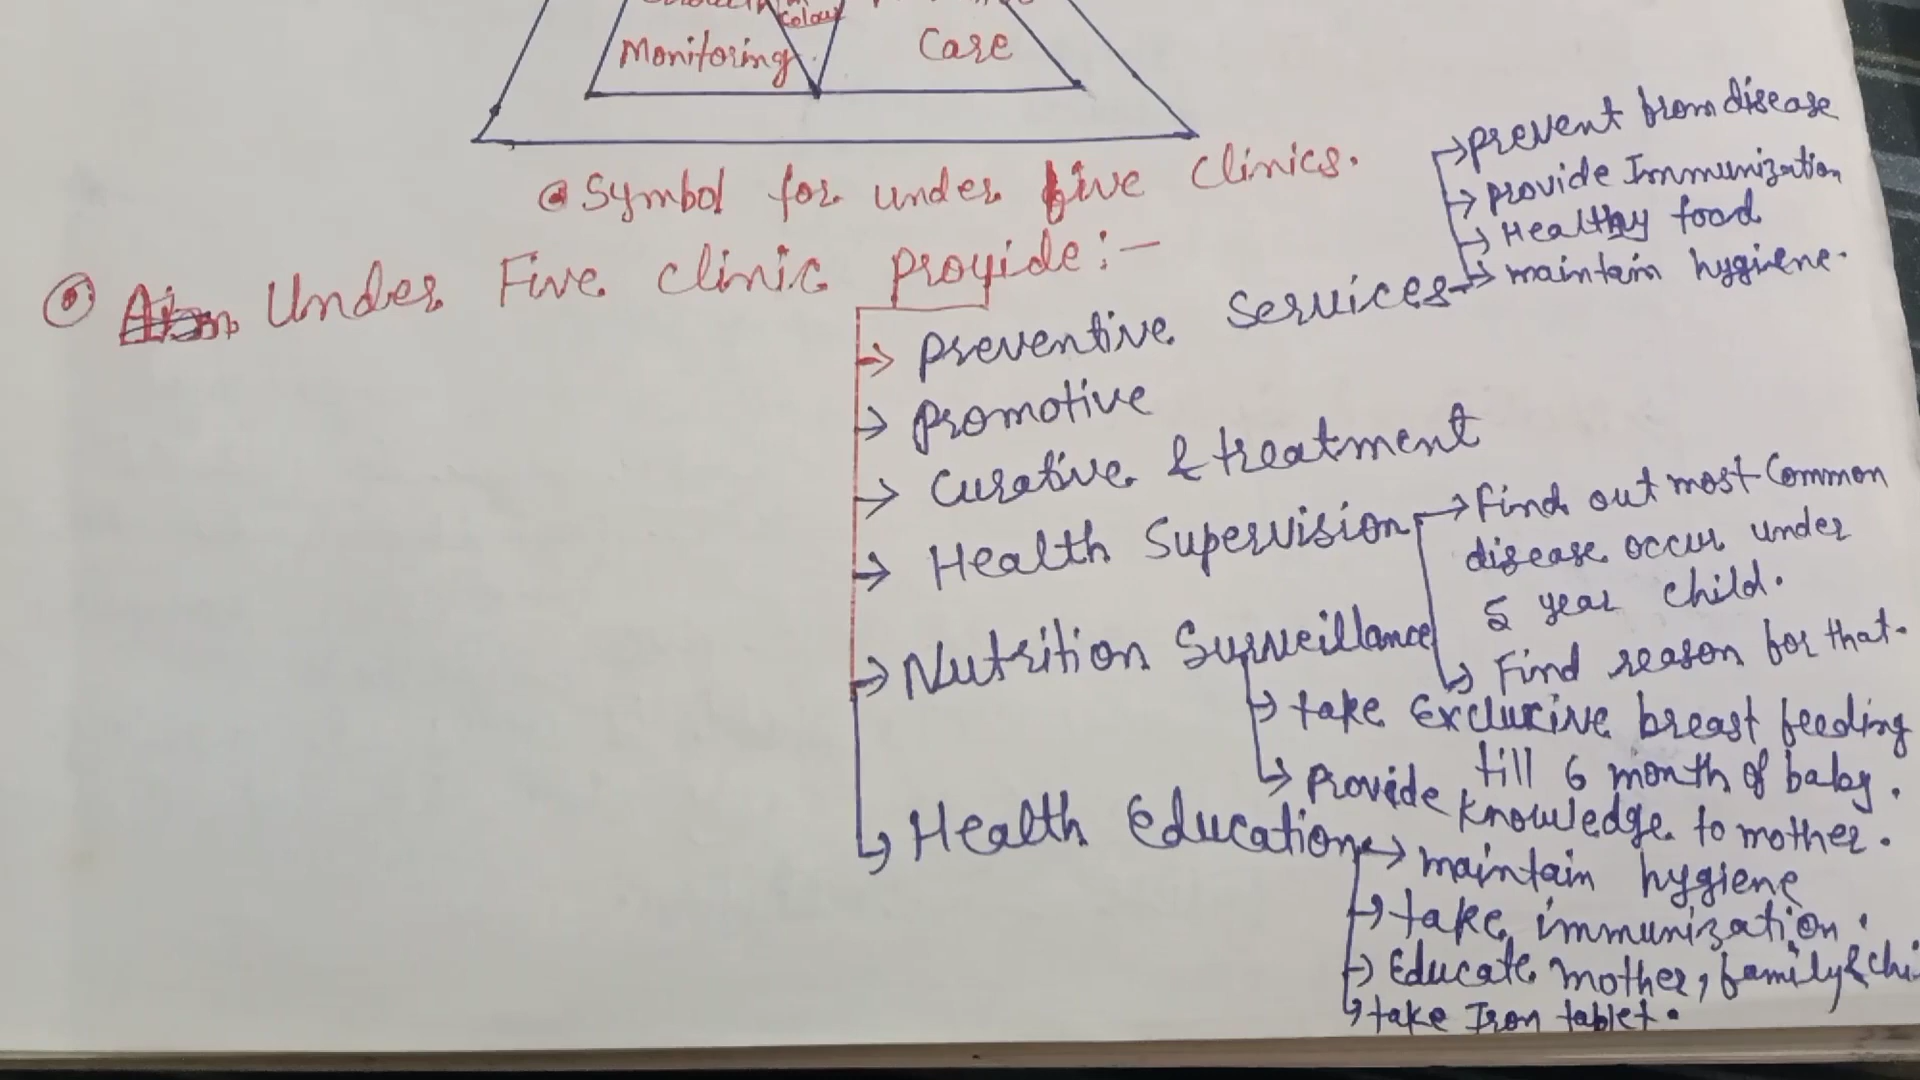 colour
Monitoring
Care
Symbol for under five clinics.
Under Five clinic provide:-
→ preventive services
→ prevent from disease
→ provide Immunization
→ Healthy food
→ maintain hygiene.
→ promotive
→ Curative & treatment
→ Health Supervision
→ Find out most common
disease occur under
5 year child.
→ Find reason for that.
→ Nutrition Surveillance
→ take Exclusive breast feeding
till 6 month of baby.
→ Provide knowledge to mother.
→ Health Education
→ maintain hygiene
→ take immunization.
→ Educate mother, family & chi
→ take Iron tablet.